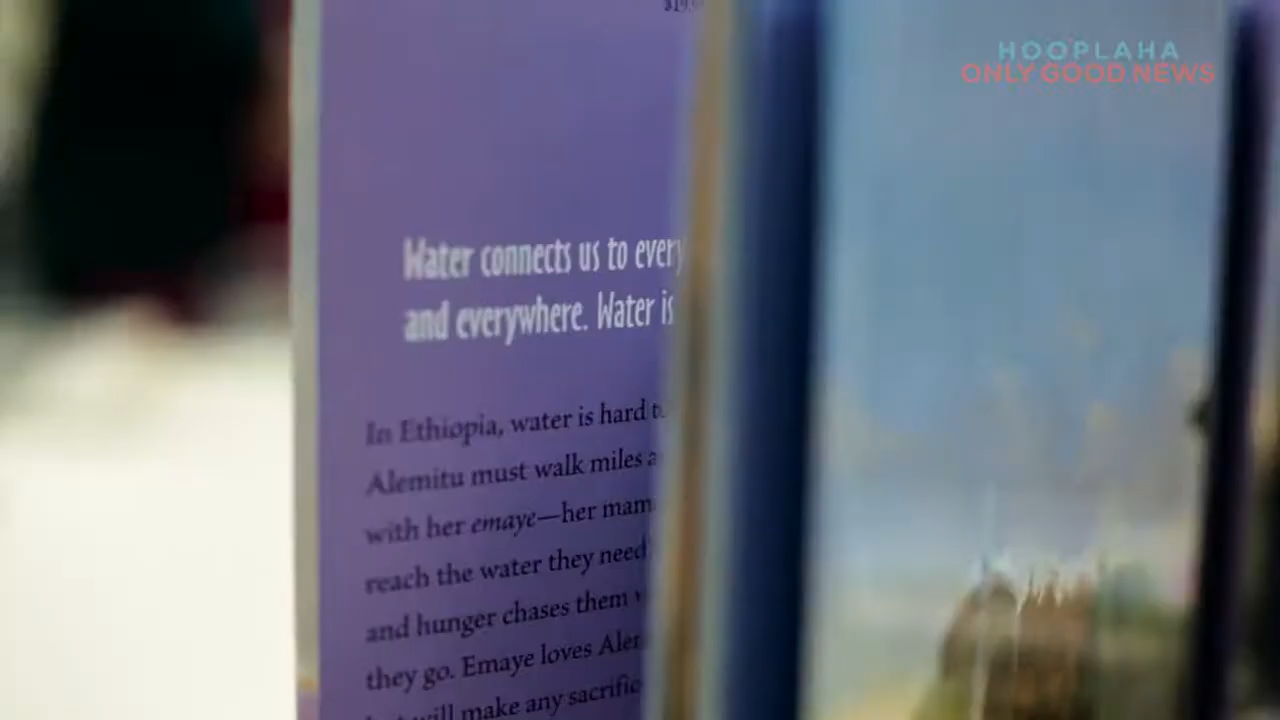 $19.
HOOPLAHA
ONLY GOOD NEWS
Water connects us to every
and everywhere. Water is
In Ethiopia, water is hard t
Alemitu must walk miles a
with her emaye—her mam
reach the water they need
and hunger chases them
they go. Emaye loves Alem
will make any sacrific